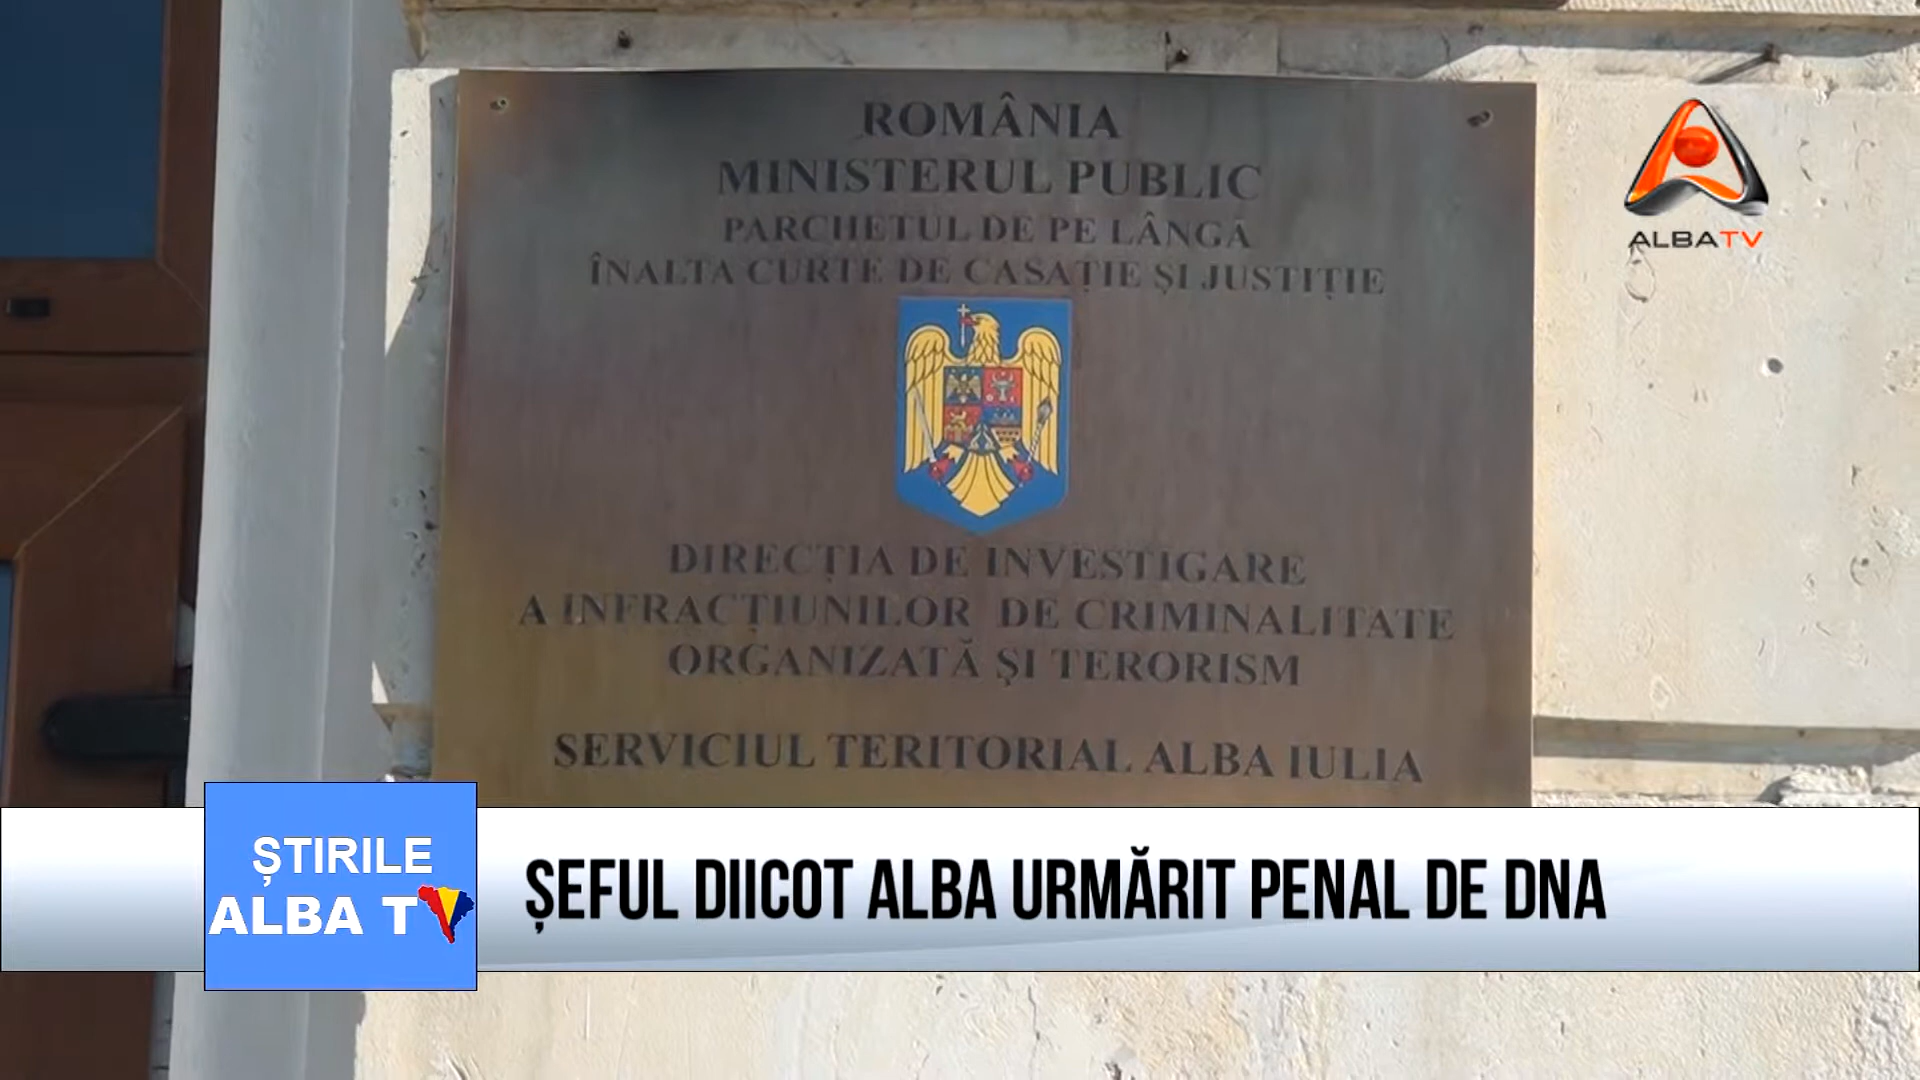 ROMÂNIA
MINISTERUL PUBLIC
PARCHETUL DE PE LÂNGĂ
ÎNALTA CURTE DE CASAȚIE ȘI JUSTIȚIE
ALBATV
DIRECȚIA DE INVESTIGARE
A INFRACȚIUNILOR DE CRIMINALITATE
ORGANIZATĂ ȘI TERORISM
SERVICIUL TERITORIAL ALBA IULIA
ȘTIRILE
ALBA TV
ȘEFUL DIICOT ALBA URMĂRIT PENAL DE DNA